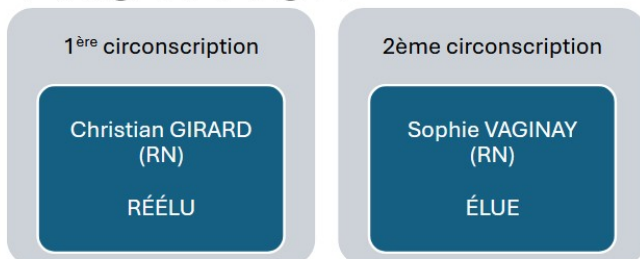 1ère circonscription
Christian GIRARD
(RN)
RÉÉLU
2ème circonscription
Sophie VAGINAY
(RN)
ÉLUE